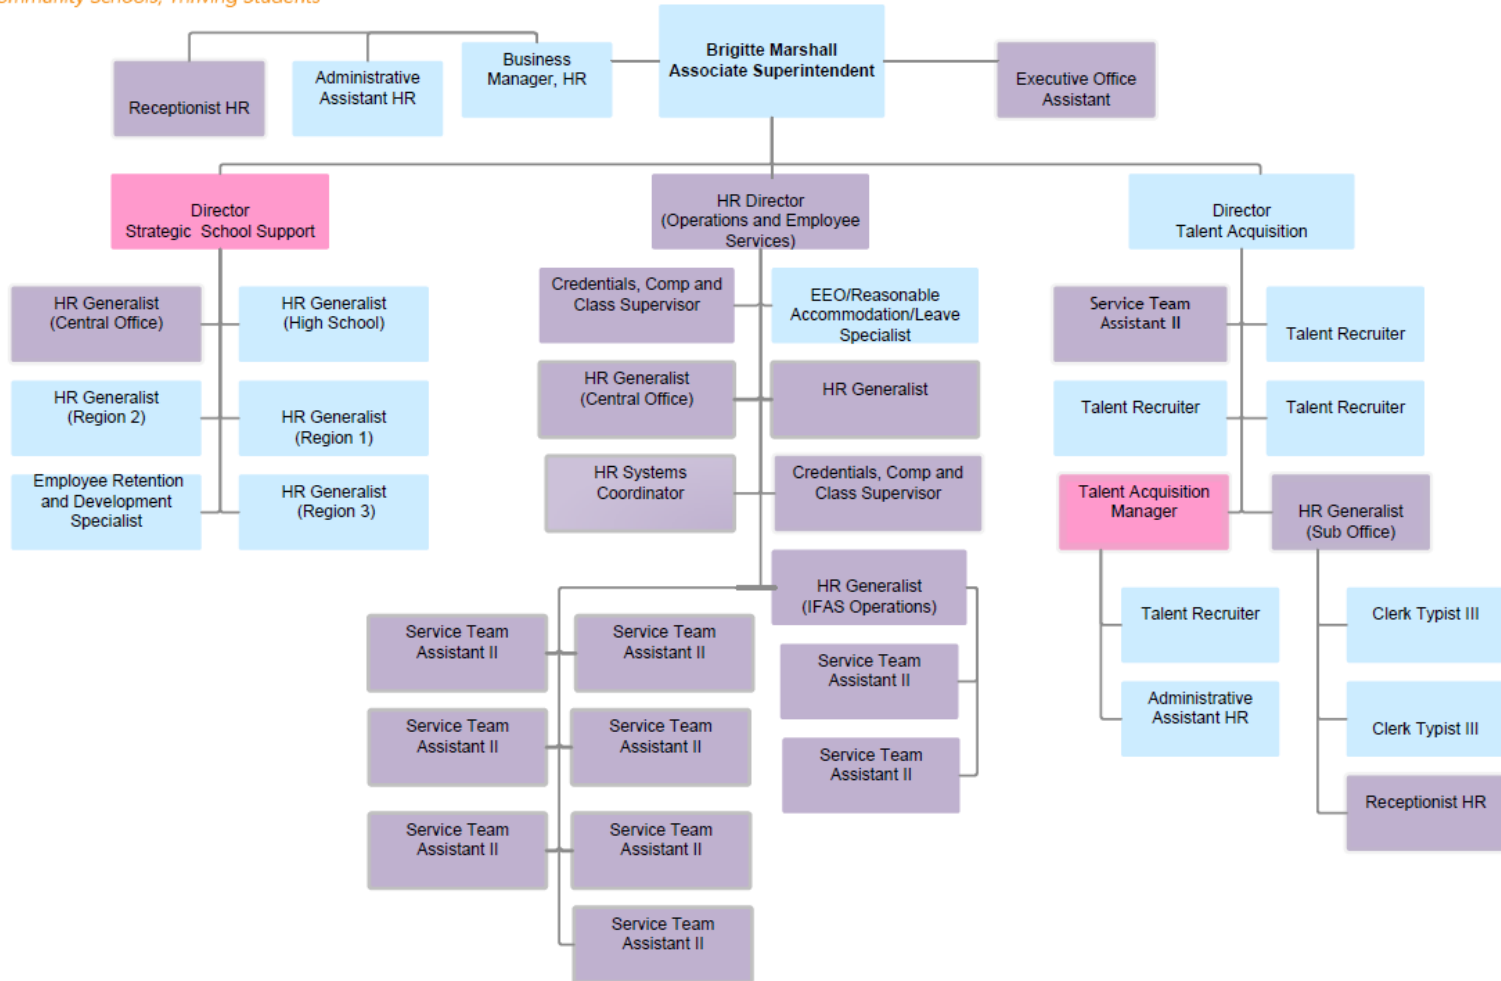 Community Schools, Thriving Students
Brigitte Marshall
Associate Superintendent
Business
Manager, HR
Administrative
Assistant HR
Receptionist HR
Executive Office
Assistant
Director
Strategic School Support
HR Director
(Operations and Employee
Services)
Director
Talent Acquisition
HR Generalist
(Central Office)
HR Generalist
(High School)
HR Generalist
(Region 2)
HR Generalist
(Region 1)
Employee Retention
and Development
Specialist
HR Generalist
(Region 3)
Credentials, Comp and
Class Supervisor
EEO/Reasonable
Accommodation/Leave
Specialist
HR Generalist
(Central Office)
HR Generalist
HR Systems
Coordinator
Credentials, Comp and
Class Supervisor
HR Generalist
(IFAS Operations)
Service Team
Assistant II
Service Team
Assistant II
Service Team
Assistant II
Service Team
Assistant II
Service Team
Assistant II
Service Team
Assistant II
Service Team
Assistant II
Service Team
Assistant II
Service Team
Assistant II
Service Team
Assistant II
Talent Recruiter
Talent Recruiter
Talent Recruiter
Talent Acquisition
Manager
HR Generalist
(Sub Office)
Talent Recruiter
Administrative
Assistant HR
Clerk Typist III
Clerk Typist III
Receptionist HR